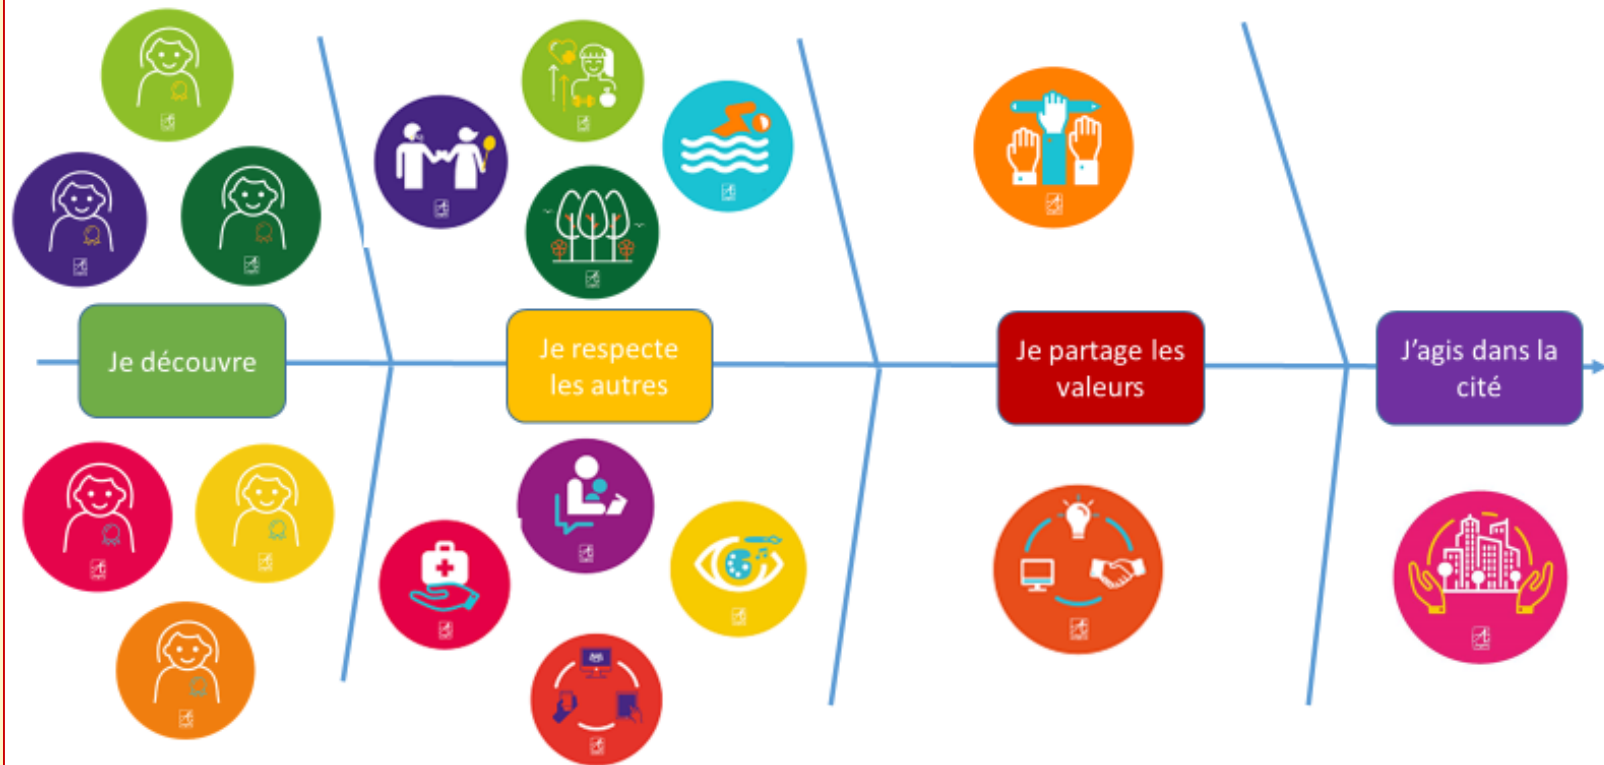 Je découvre
Je respecte
les autres
Je partage les
valeurs
J'agis dans la
cité